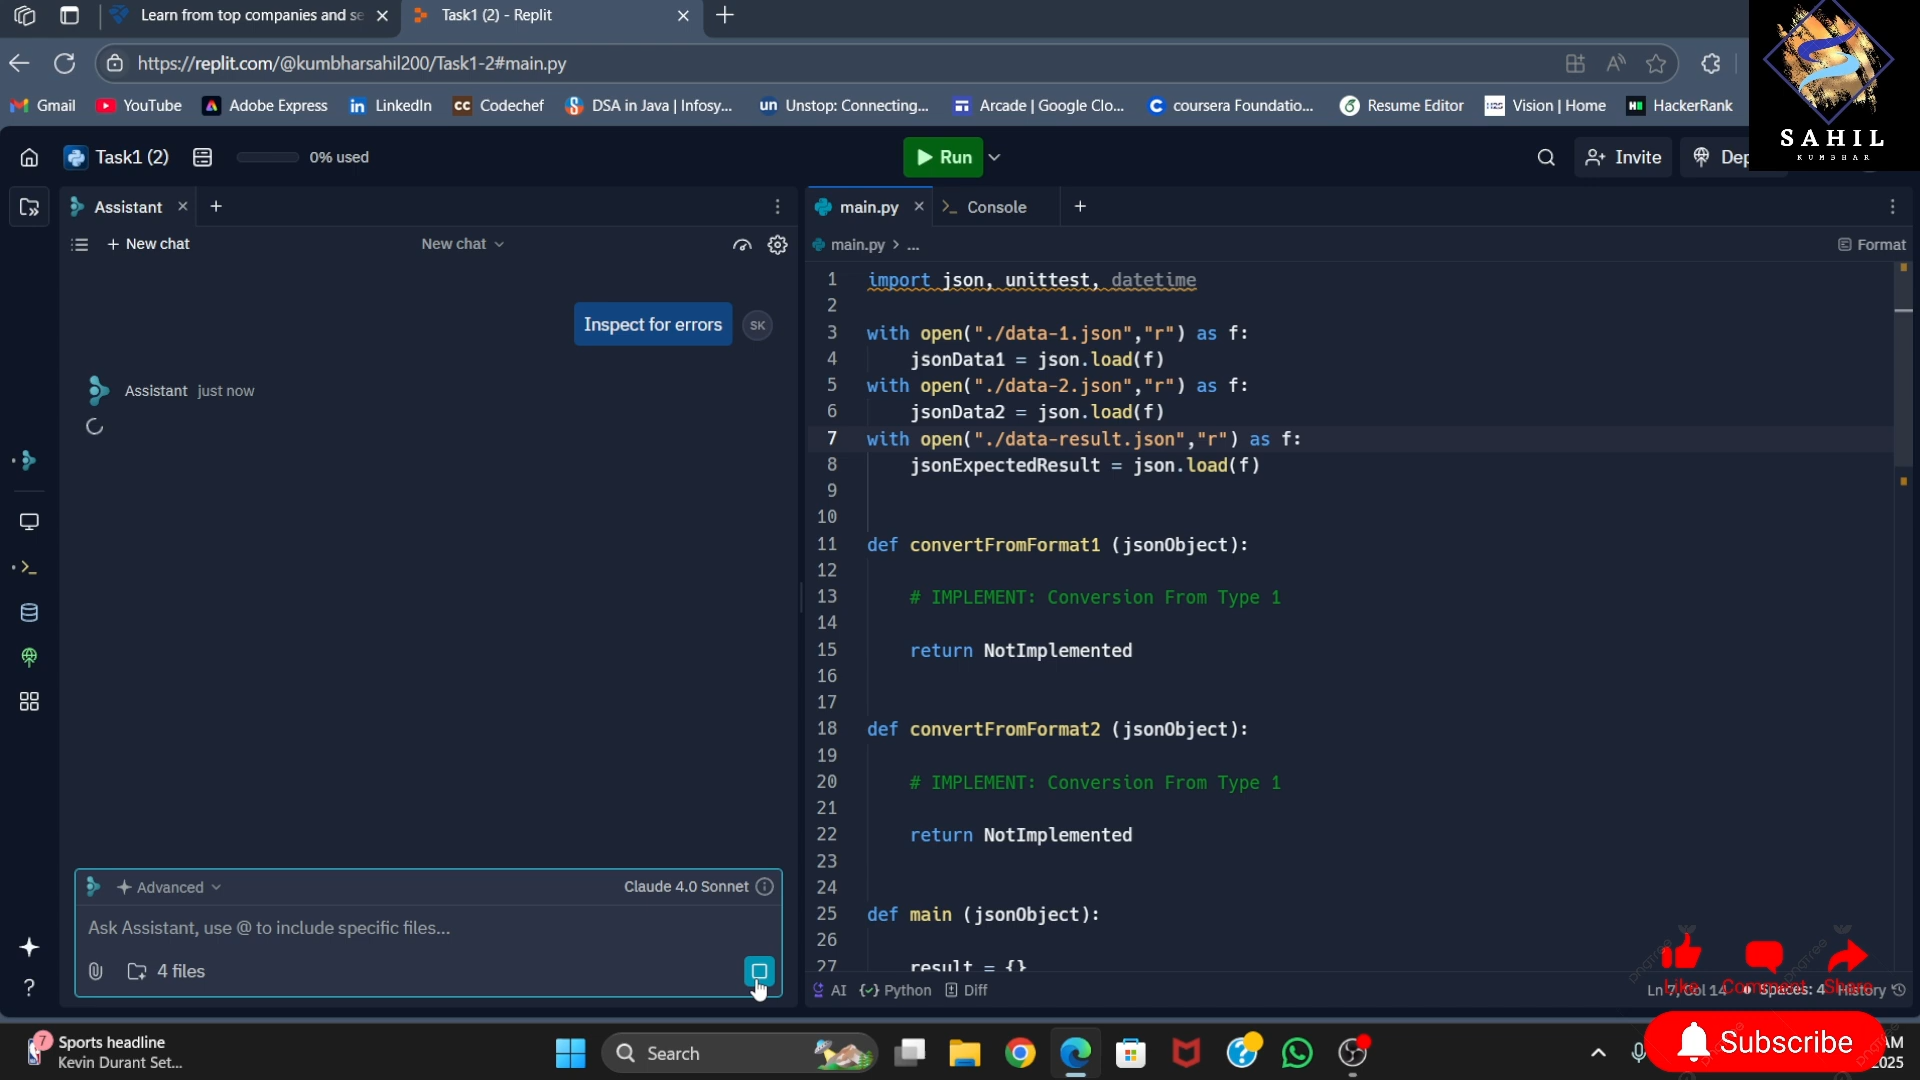 Learn from top companies and se
Task1 (2) - Replit
https://replit.com/@kumbharsahil200/Task1-2#main.py
Gmail
YouTube
Adobe Express
LinkedIn
Codechef
DSA in Java | Infosy...
Unstop: Connecting...
Arcade | Google Clo...
coursera Foundatio...
Resume Editor
Vision | Home
HackerRank
SAHIL
KUMBHAR
Task1 (2)
0% used
Run
Invite
Dep
Assistant
main.py
Console
New chat
New chat
main.py > ...
Format
Inspect for errors
SK
Assistant just now
1 import json, unittest, datetime
2
3 with open("./data-1.json","r") as f:
4 jsonData1 = json.load(f)
5 with open("./data-2.json","r") as f:
6 jsonData2 = json.load(f)
7 with open("./data-result.json","r") as f:
8 jsonExpectedResult = json.load(f)
9
10
11 def convertFromFormat1 (jsonObject):
12
13 # IMPLEMENT: Conversion From Type 1
14
15 return NotImplemented
16
17
18 def convertFromFormat2 (jsonObject):
19
20 # IMPLEMENT: Conversion From Type 1
21
22 return NotImplemented
23
24
25 def main (jsonObject):
26
27 result = {}
Advanced
Claude 4.0 Sonnet
Ask Assistant, use @ to include specific files...
4 files
AI
Python
Diff
Ln 7, Col 14
Spaces: 4
History
Like
Comment
Share
Subscribe
7
Sports headline
Kevin Durant Set...
Search
AM
2025